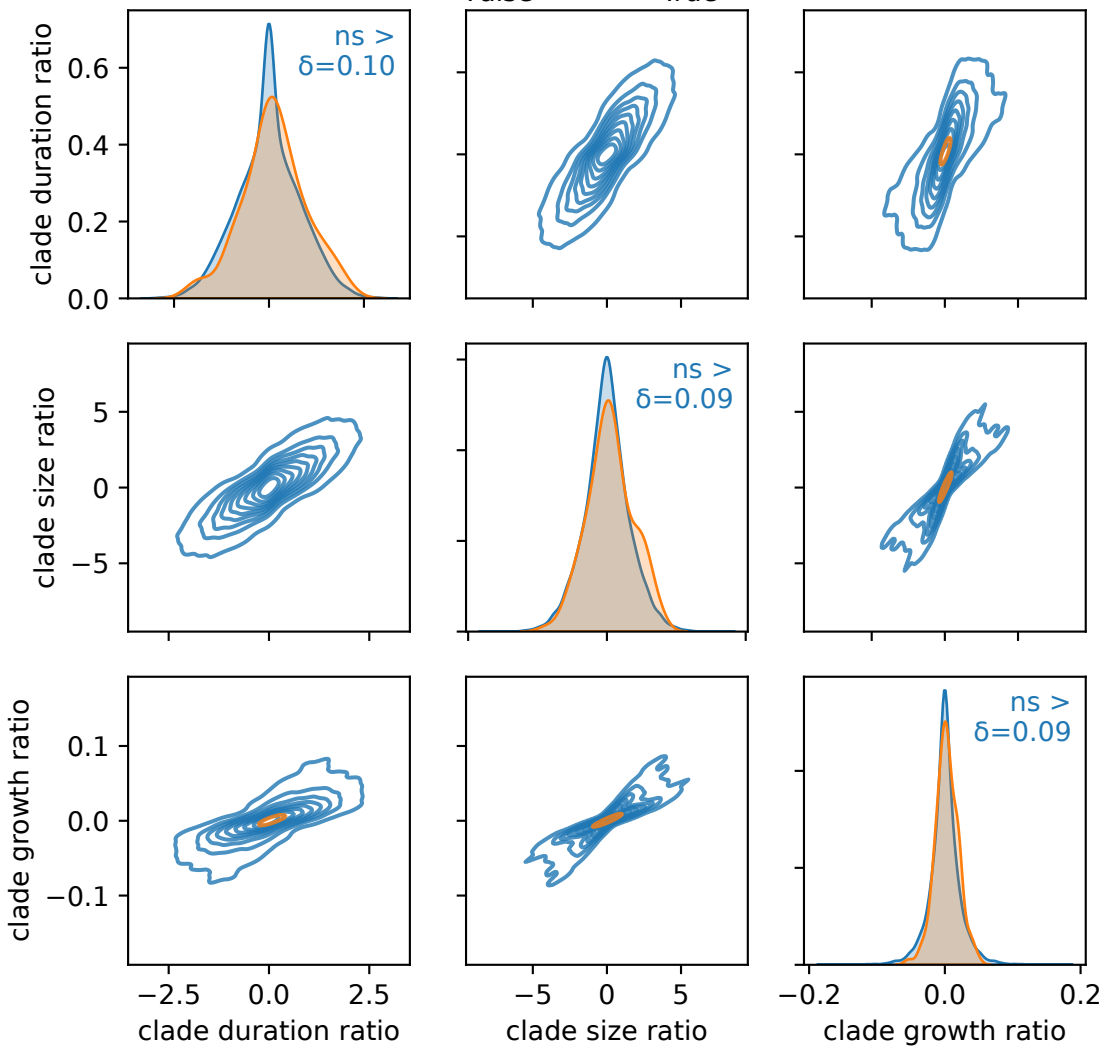 clade duration ratio
0.6
0.4
0.2
0.0
ns >
δ=0.10
−5
0
5
clade size ratio
5
0
−5
ns >
δ=0.09
clade growth ratio
0.1
0.0
−0.1
ns >
δ=0.09
−2.5 0.0 2.5
−5 0 5
−0.2 0.0 0.2
clade duration ratio
clade size ratio
clade growth ratio